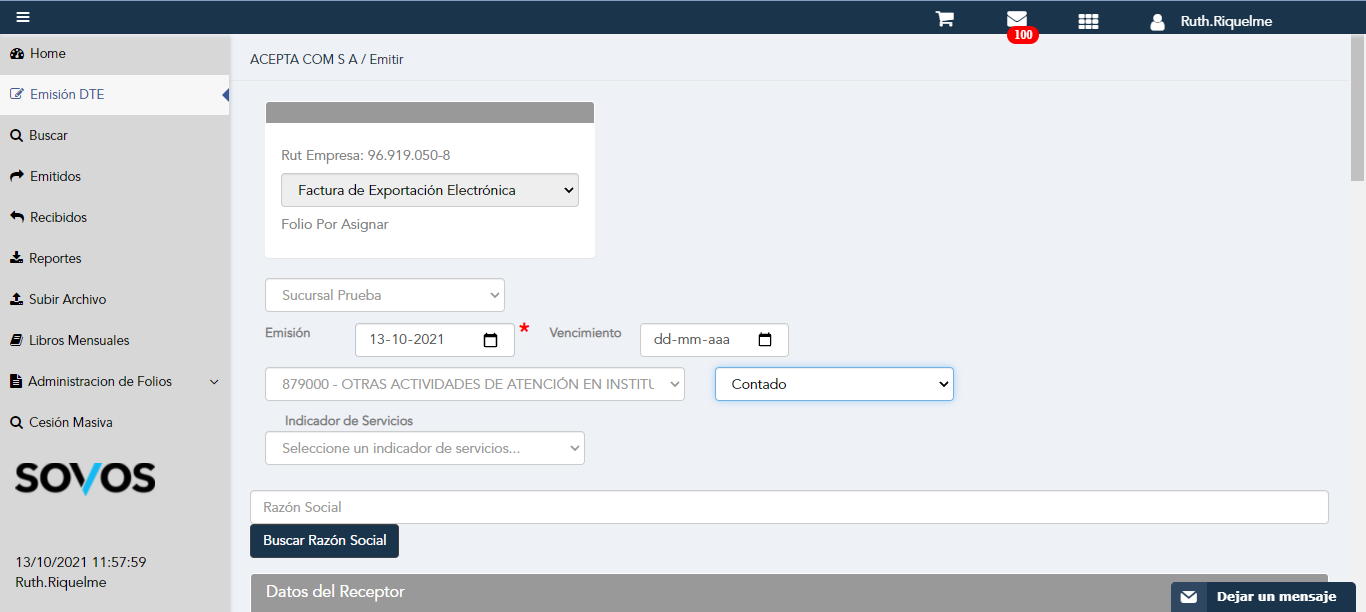 100
Ruth.Riquelme
Home
Emisión DTE
Buscar
Emitidos
Recibidos
Reportes
Subir Archivo
Libros Mensuales
Administracion de Folios
Cesión Masiva
SOVOS
13/10/2021 11:57:59
Ruth.Riquelme
ACEPTA COM S A / Emitir
Rut Empresa: 96.919.050-8
Factura de Exportación Electrónica
Folio Por Asignar
Sucursal Prueba
Emisión 13-10-2021 * Vencimiento dd-mm-aaa
879000 - OTRAS ACTIVIDADES DE ATENCIÓN EN INSTITU Contado
Indicador de Servicios
Seleccione un indicador de servicios...
Razón Social
Buscar Razón Social
Datos del Receptor
Dejar un mensaje